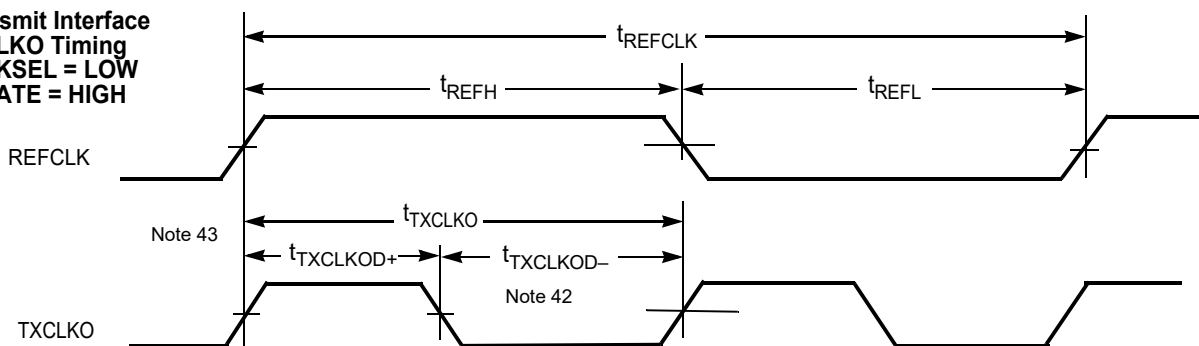 smit Interface
LKO Timing
KSEL = LOW
ATE = HIGH
tREFCLK
tREFH
tREFL
REFCLK
tTXCLKO
Note 43
tTXCLKOD+
tTXCLKOD–
Note 42
TXCLKO